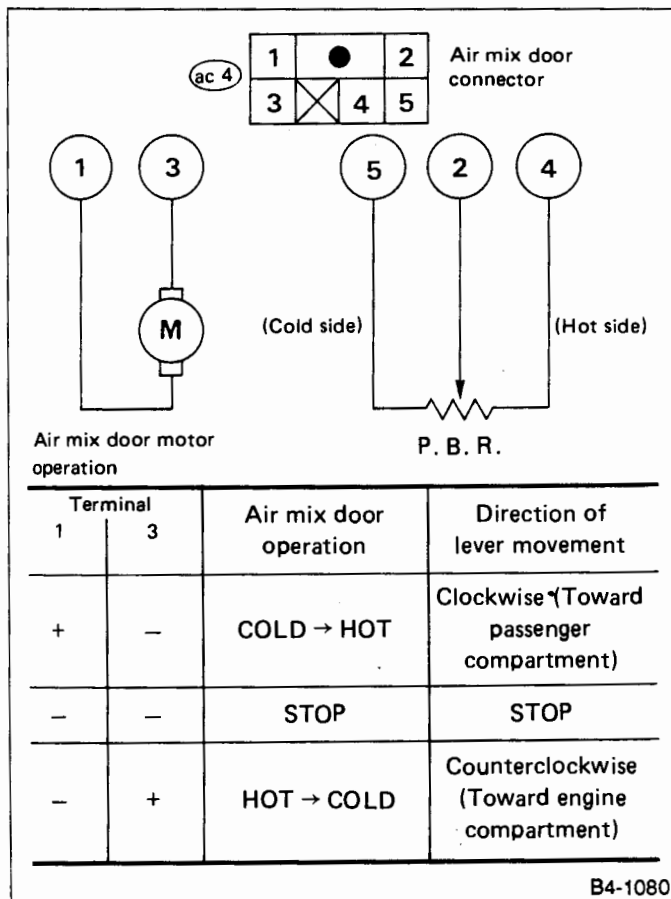 ac 4
1 2
3 4 5
Air mix door
connector
1 3 5 2 4
M
(Cold side) (Hot side)
P. B. R.
Air mix door motor
operation
Terminal
1 3
Air mix door
operation
Direction of
lever movement
+ − COLD → HOT
Clockwise (Toward
passenger
compartment)
− − STOP STOP
− + HOT → COLD
Counterclockwise
(Toward engine
compartment)
B4-1080